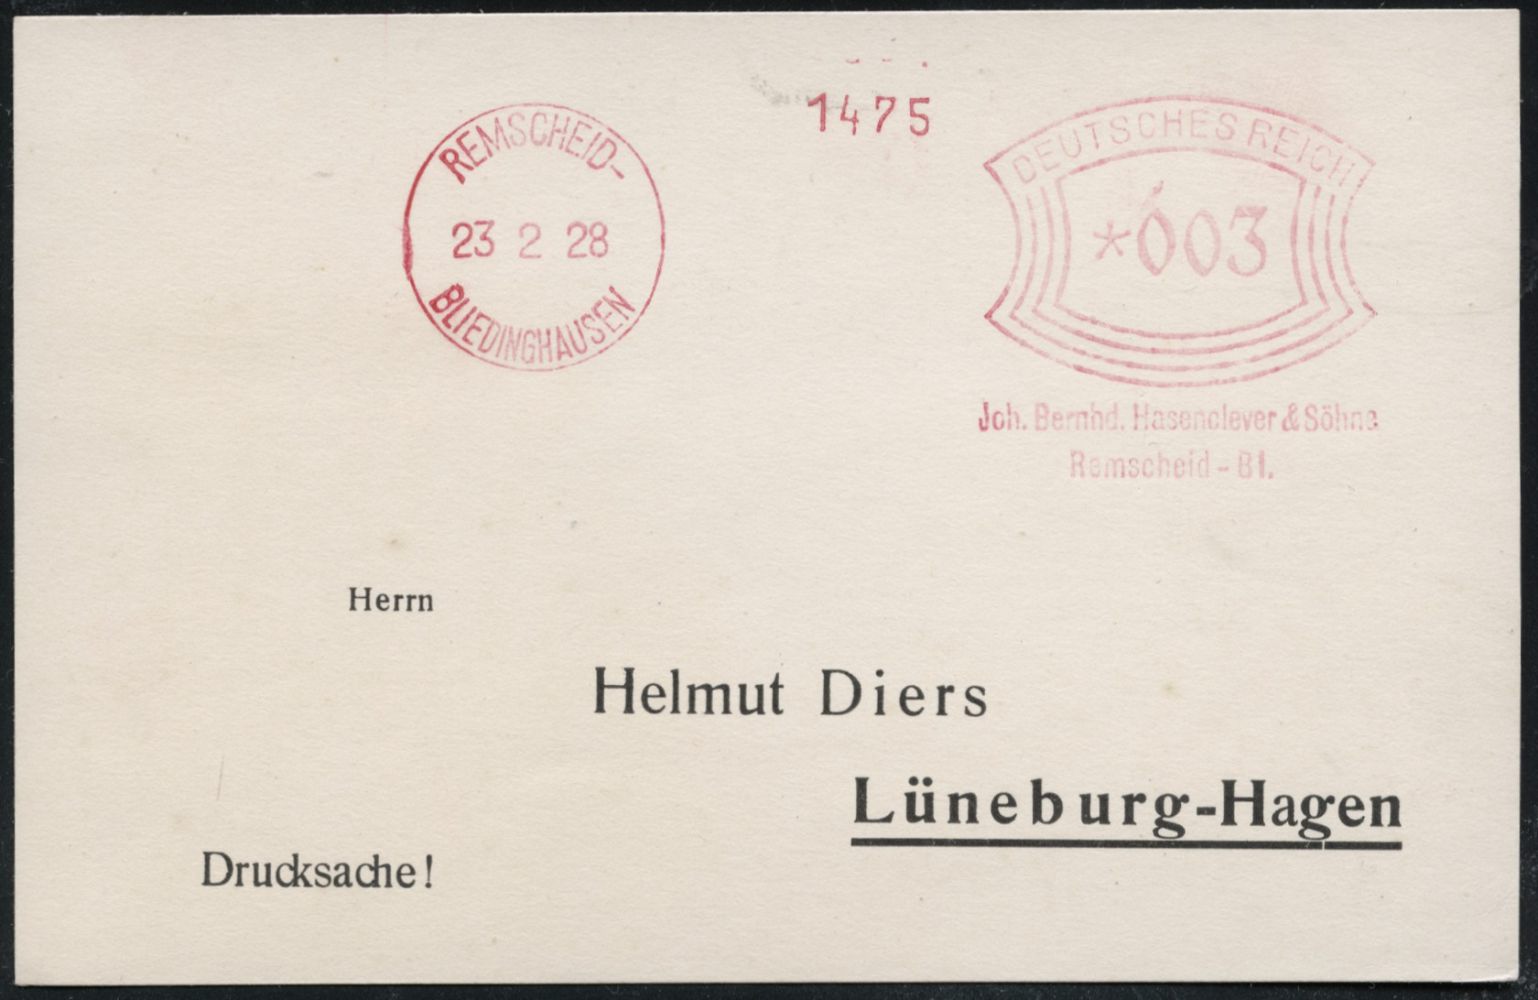 1475
REMSCHEID-
23 2 28
BLIEDINGHAUSEN
DEUTSCHES REICH
*003
Joh. Bernhd. Hasenclever & Söhne
Remscheid - Bl.
Herrn
Helmut Diers
Lüneburg-Hagen
Drucksache!